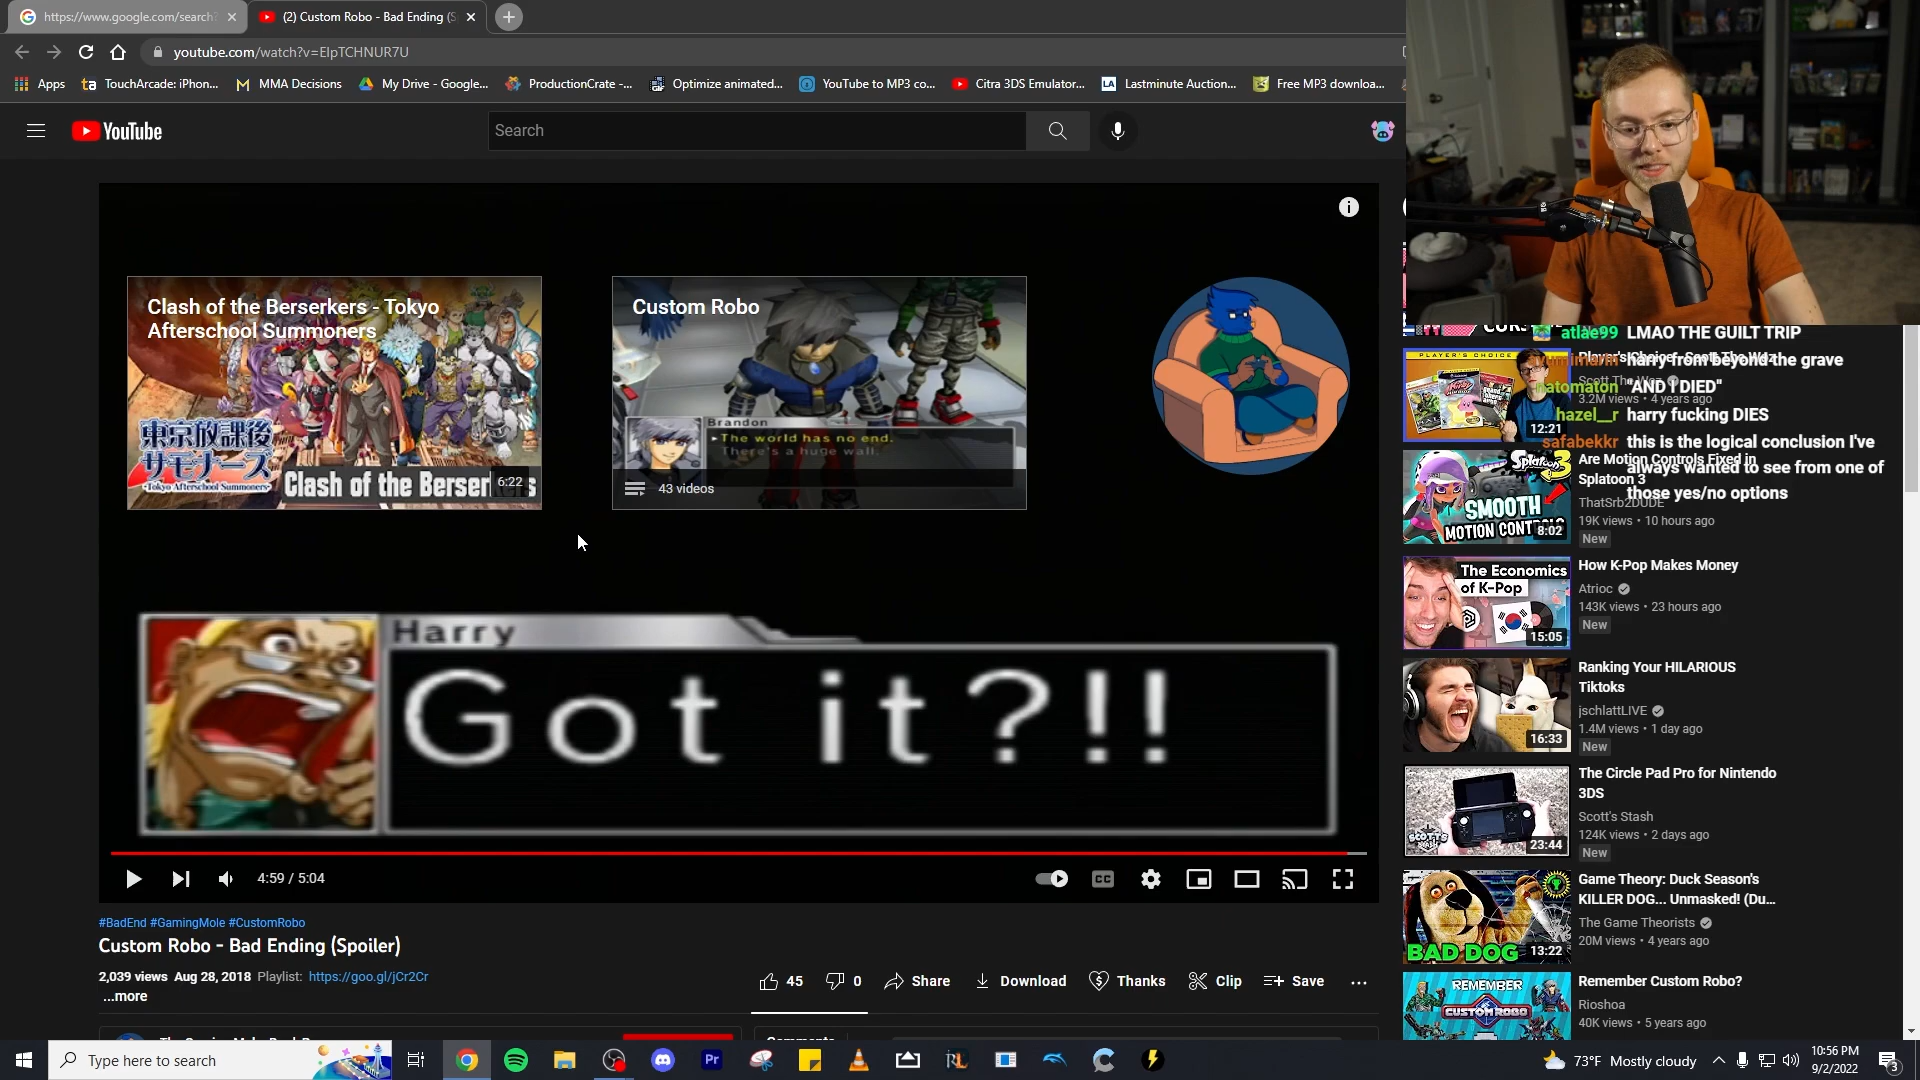 https://www.google.com/search?
(2) Custom Robo - Bad Ending (S
youtube.com/watch?v=ElpTCHNUR7U
Apps
TouchArcade: iPhon...
MMA Decisions
My Drive - Google...
ProductionCrate -...
Optimize animated...
YouTube to MP3 co...
Citra 3DS Emulator...
LA
Lastminute Auction...
Free MP3 downloa...
YouTube
Search
Clash of the Berserkers - Tokyo
Afterschool Summoners
東京放課後
サモナーズ
Tokyo Afterschool Summoners
Clash of the Berser
6:22
Custom Robo
Brandon
The world has no end.
There's a huge wall.
43 videos
Harry
Got it?!!
4:59 / 5:04
CC
#BadEnd #GamingMole #CustomRobo
Custom Robo - Bad Ending (Spoiler)
2,039 views Aug 28, 2018 Playlist: https://goo.gl/jCr2Cr
...more
45
0
Share
Download
Thanks
Clip
Save
atlae99 LMAO THE GUILT TRIP
harry from beyond the grave
natomaton "AND I DIED"
hazel__r harry fucking DIES
safabekkr this is the logical conclusion I've
always wanted to see from one of
those yes/no options
PLAYER'S CHOICE
3.2M views • 4 years ago
12:21
Are Motion Controls Fixed in
Splatoon 3
ThatSrb2DUDE
19K views • 10 hours ago
New
SMOOTH
8:02
The Economics
of K-Pop
15:05
How K-Pop Makes Money
Atrioc
143K views • 23 hours ago
New
16:33
Ranking Your HILARIOUS
Tiktoks
jschlattLIVE
1.4M views • 1 day ago
New
SCOTT'S
STASH
23:44
The Circle Pad Pro for Nintendo
3DS
Scott's Stash
124K views • 2 days ago
New
BAD DOG
13:22
Game Theory: Duck Season's
KILLER DOG... Unmasked! (Du...
The Game Theorists
20M views • 4 years ago
REMEMBER
CUSTOM ROBO
Remember Custom Robo?
Rioshoa
40K views • 5 years ago
Type here to search
Pr
73°F Mostly cloudy
10:56 PM
9/2/2022
3